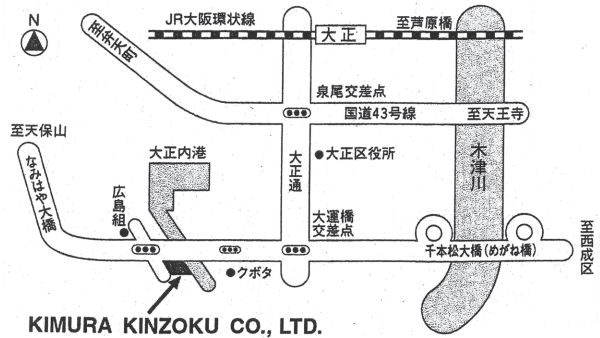 N
JR大阪環状線
大正
至芦原橋
至弁天町
泉尾交差点
国道43号線
至天王寺
至天保山
大正内港
大正通
大正区役所
木津川
なみはや大橋
広島組
大運橋
交差点
至西成区
千本松大橋(めがね橋)
クボタ
KIMURA KINZOKU CO., LTD.